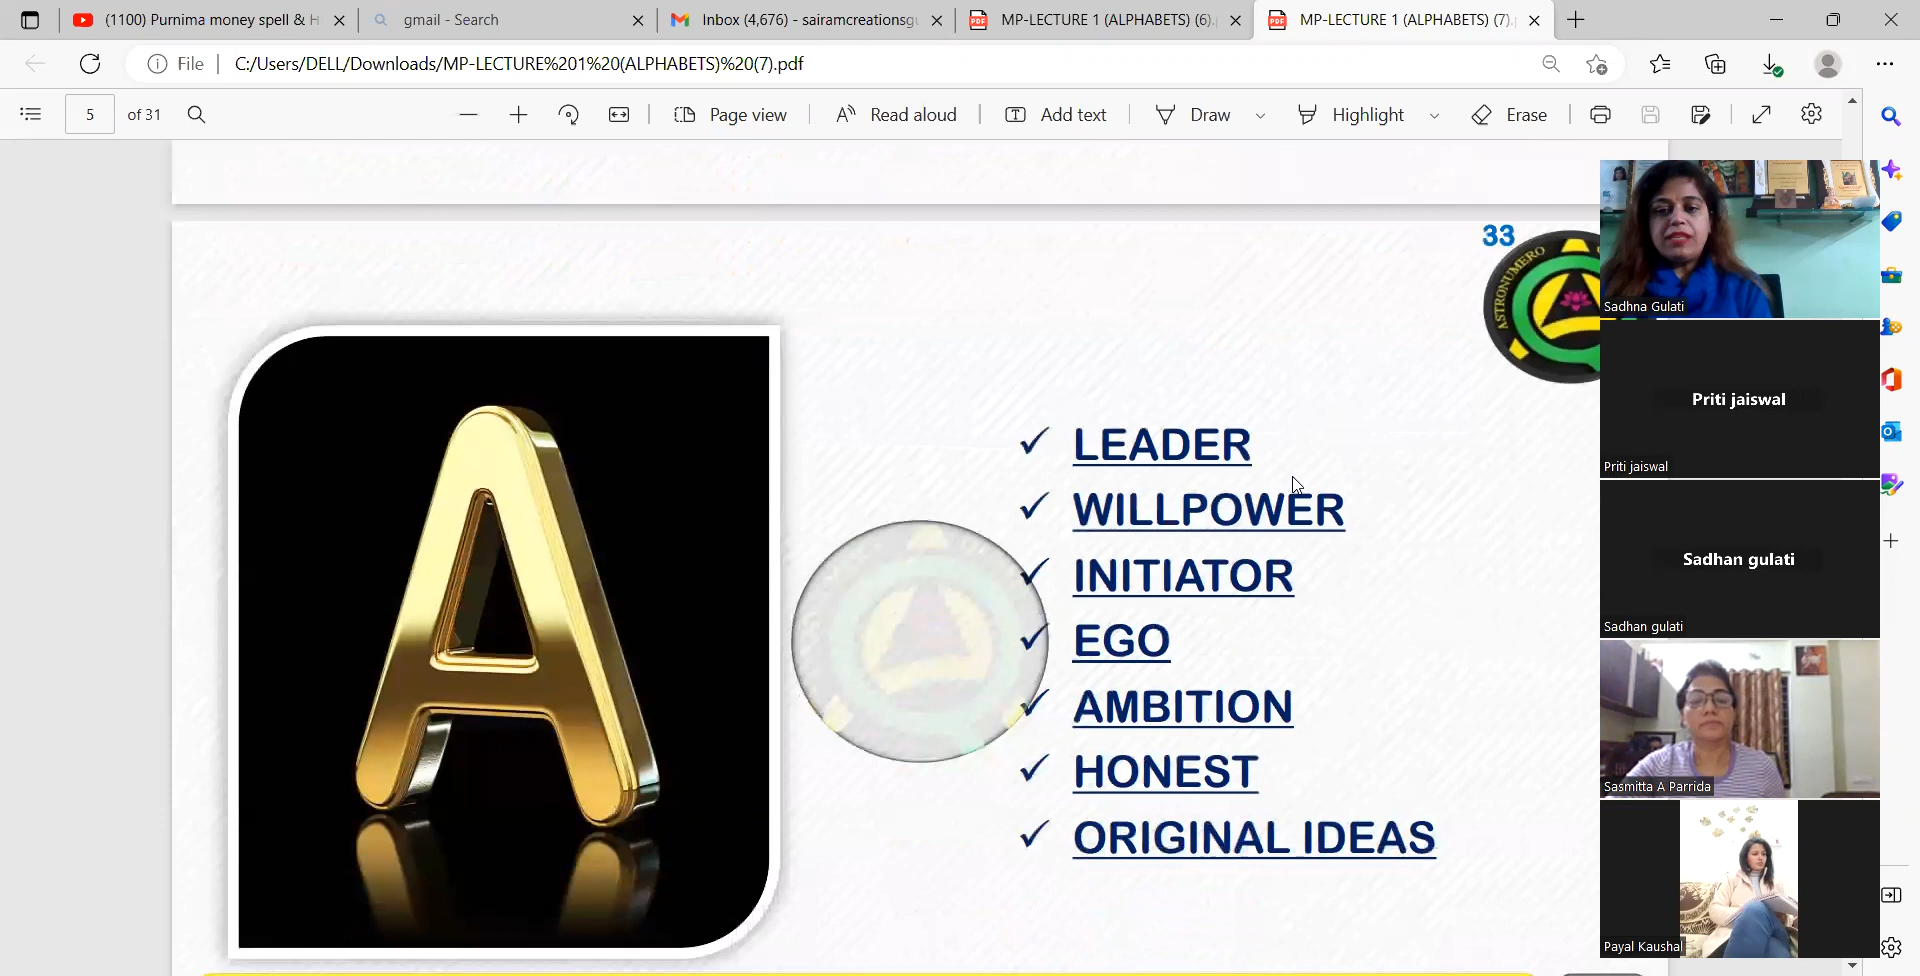 (1100) Purnima money spell & H
gmail - Search
Inbox (4,676) - sairamcreationsgu
MP-LECTURE 1 (ALPHABETS) (6).
MP-LECTURE 1 (ALPHABETS) (7).p
File
C:/Users/DELL/Downloads/MP-LECTURE%201%20(ALPHABETS)%20(7).pdf
5 of 31
Page view
Read aloud
Add text
Draw
Highlight
Erase
33
ASTRONUMERO
A
LEADER
WILLPOWER
INITIATOR
EGO
AMBITION
HONEST
ORIGINAL IDEAS
Sadhna Gulati
Priti jaiswal
Priti jaiswal
Sadhan gulati
Sadhan gulati
Sasmitta A Parrida
Payal Kaushal